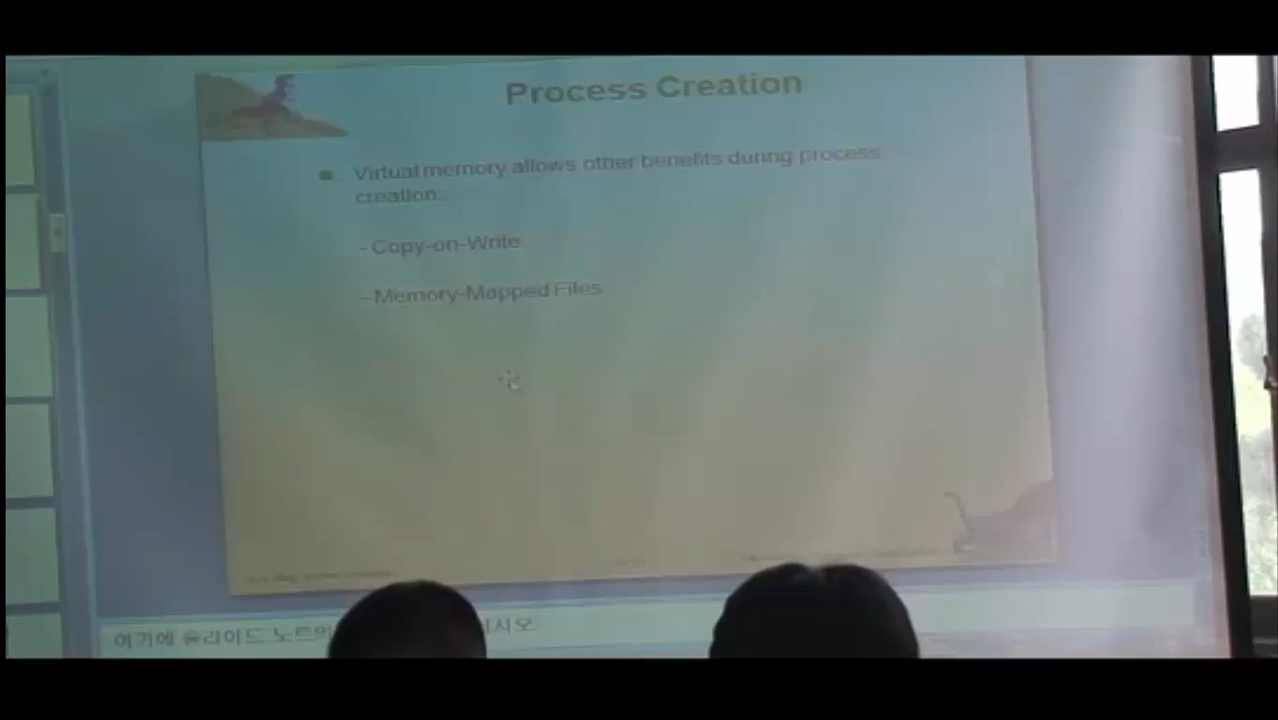 Process Creation
■ Virtual memory allows other benefits during process
creation:
- Copy-on-Write
- Memory-Mapped Files
여기에 슬라이드 노트의 시오